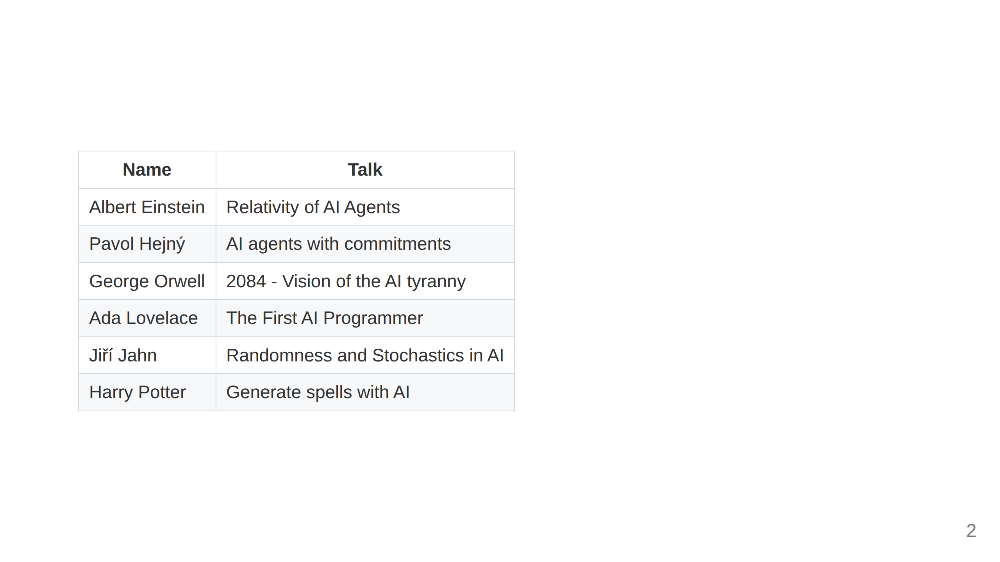 Name Talk
Albert Einstein Relativity of AI Agents
Pavol Hejný AI agents with commitments
George Orwell 2084 - Vision of the AI tyranny
Ada Lovelace The First AI Programmer
Jiří Jahn Randomness and Stochastics in AI
Harry Potter Generate spells with AI
2